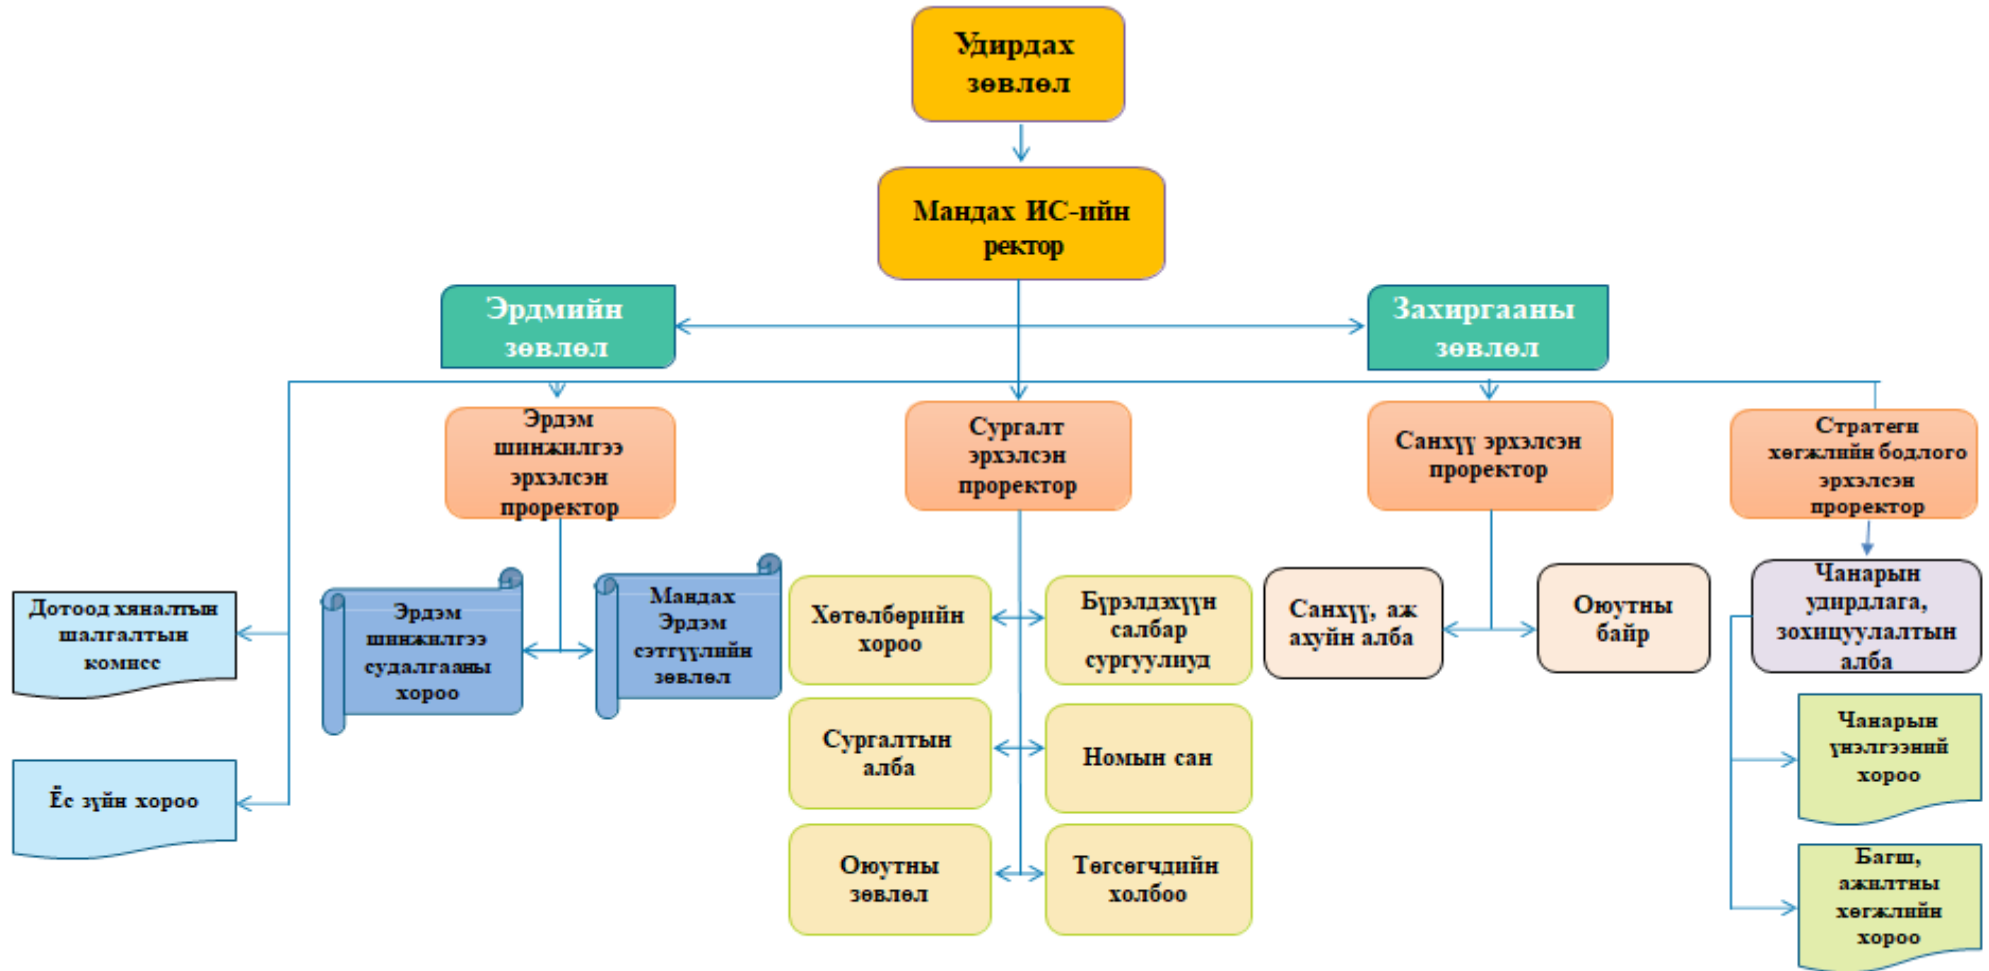 Удирдах
зөвлөл
Мандах ИС-ийн
ректор
Эрдмийн
зөвлөл
Захиргааны
зөвлөл
Эрдэм
шинжилгээ
эрхэлсэн
проректор
Сургалт
эрхэлсэн
проректор
Санхүү эрхэлсэн
проректор
Стратеги
хөгжлийн бодлого
эрхэлсэн
проректор
Дотоод хяналтын
шалгалтын
комисс
Эрдэм
шинжилгээ
судалгааны
хороо
Мандах
Эрдэм
сэтгүүлийн
зөвлөл
Хөтөлбөрийн
хороо
Бүрэлдэхүүн
салбар
сургуулиуд
Санхүү, аж
ахуйн алба
Оюутны
байр
Чанарын
удирдлага,
зохицуулалтын
алба
Ёс зүйн хороо
Сургалтын
алба
Номын сан
Чанарын
үнэлгээний
хороо
Оюутны
зөвлөл
Төгсөгчдийн
холбоо
Багш,
ажилтны
хөгжлийн
хороо